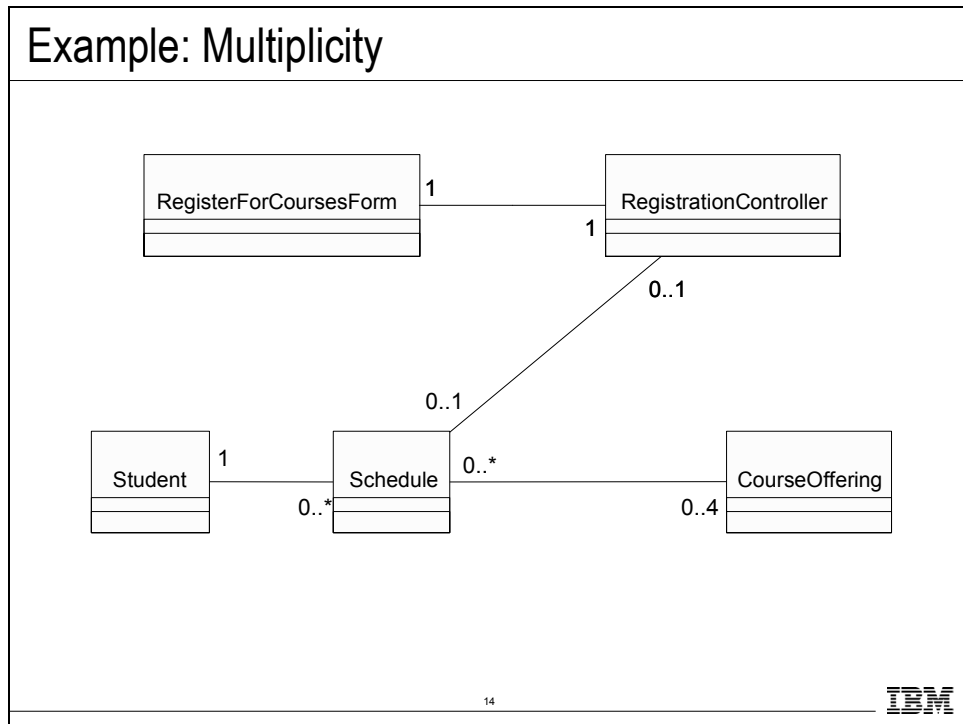 Example: Multiplicity
RegisterForCoursesForm
1
1
RegistrationController
0..1
0..1
Student
1
0..*
Schedule
0..*
0..4
CourseOffering
14
IBM